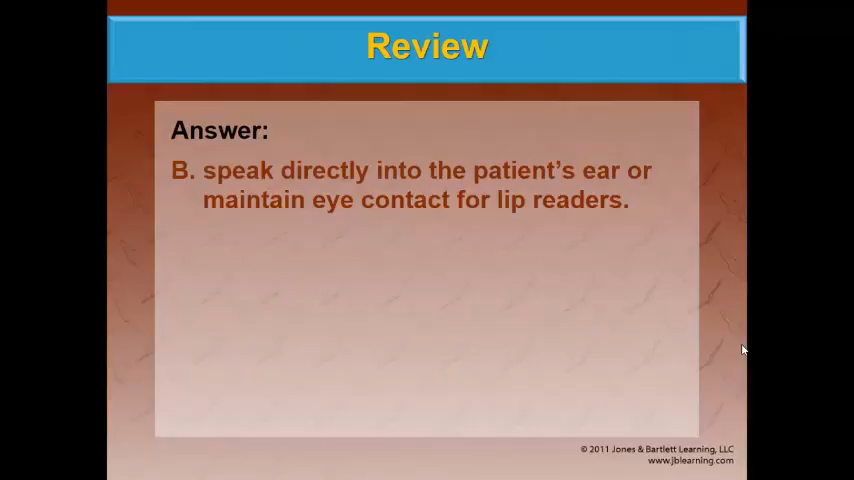 Review
Answer:
B. speak directly into the patient’s ear or
maintain eye contact for lip readers.
© 2011 Jones & Bartlett Learning, LLC
www.jblearning.com